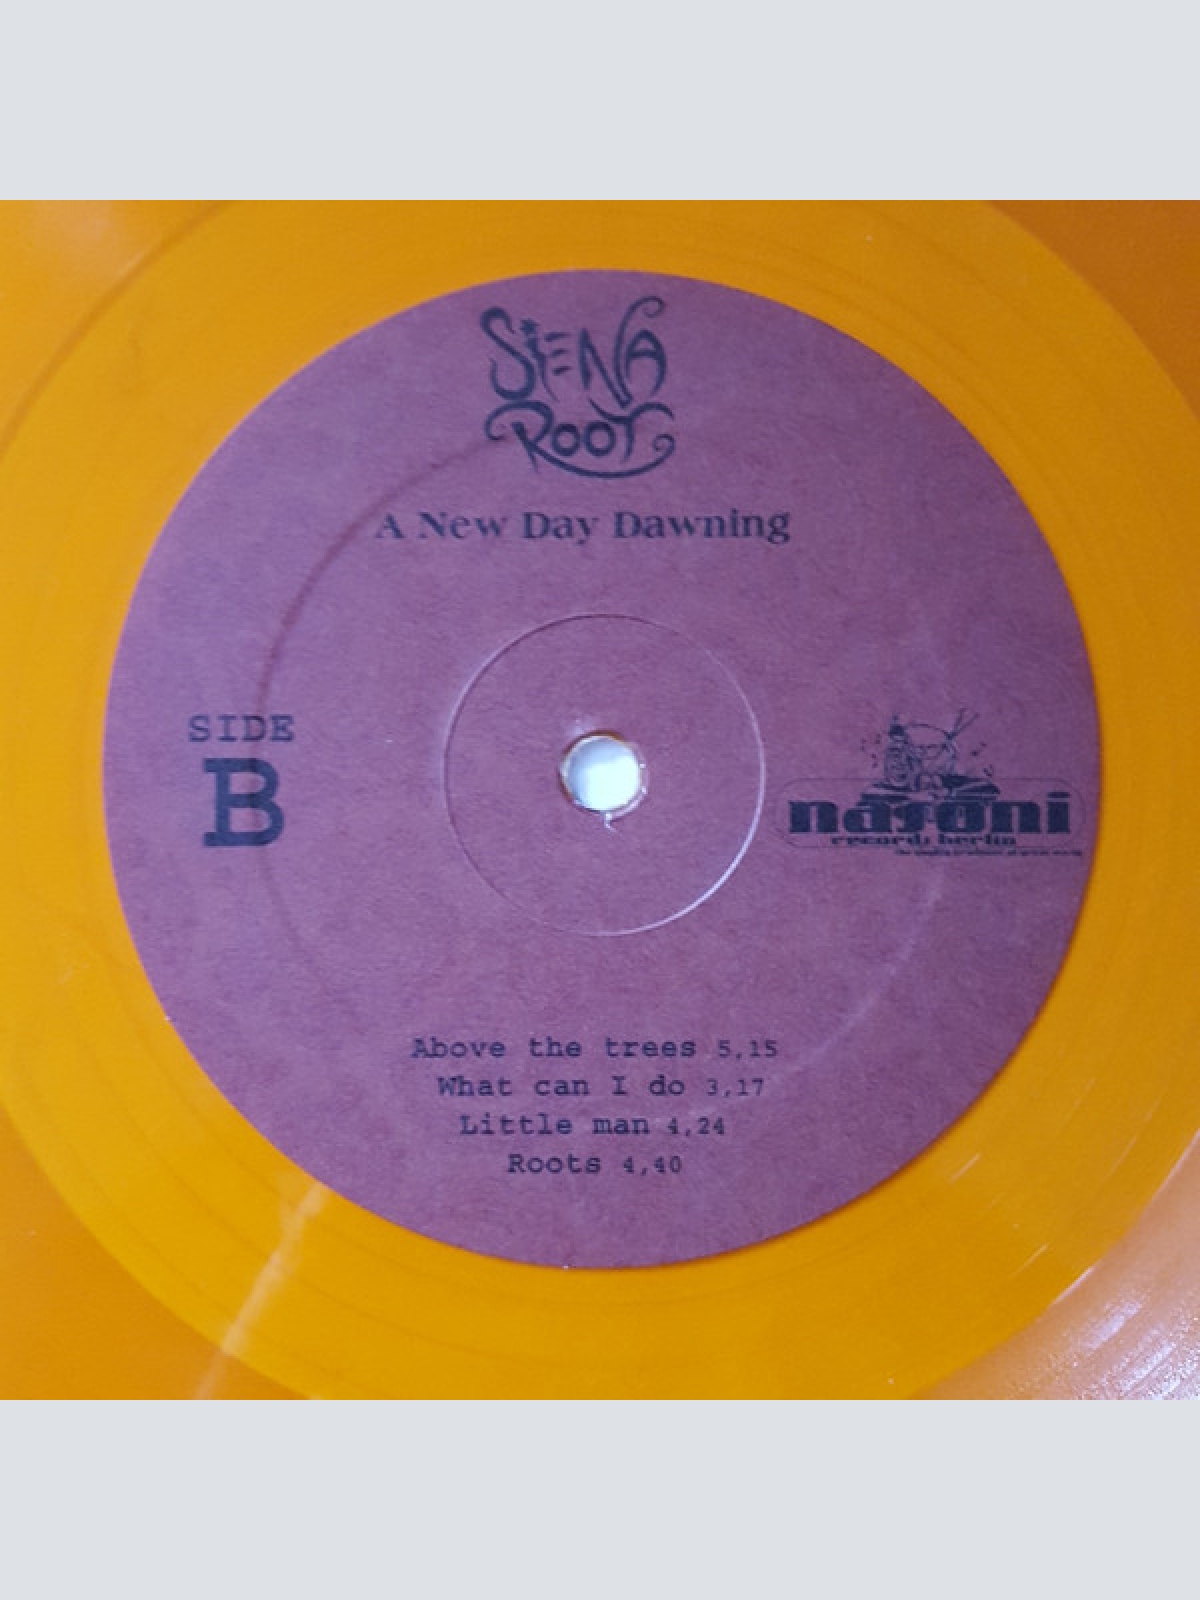 SIENA
ROOT
A New Day Dawning
SIDE
B
nasoni
records berlin
Above the trees 5,15
What can I do 3,17
Little man 4,24
Roots 4,40